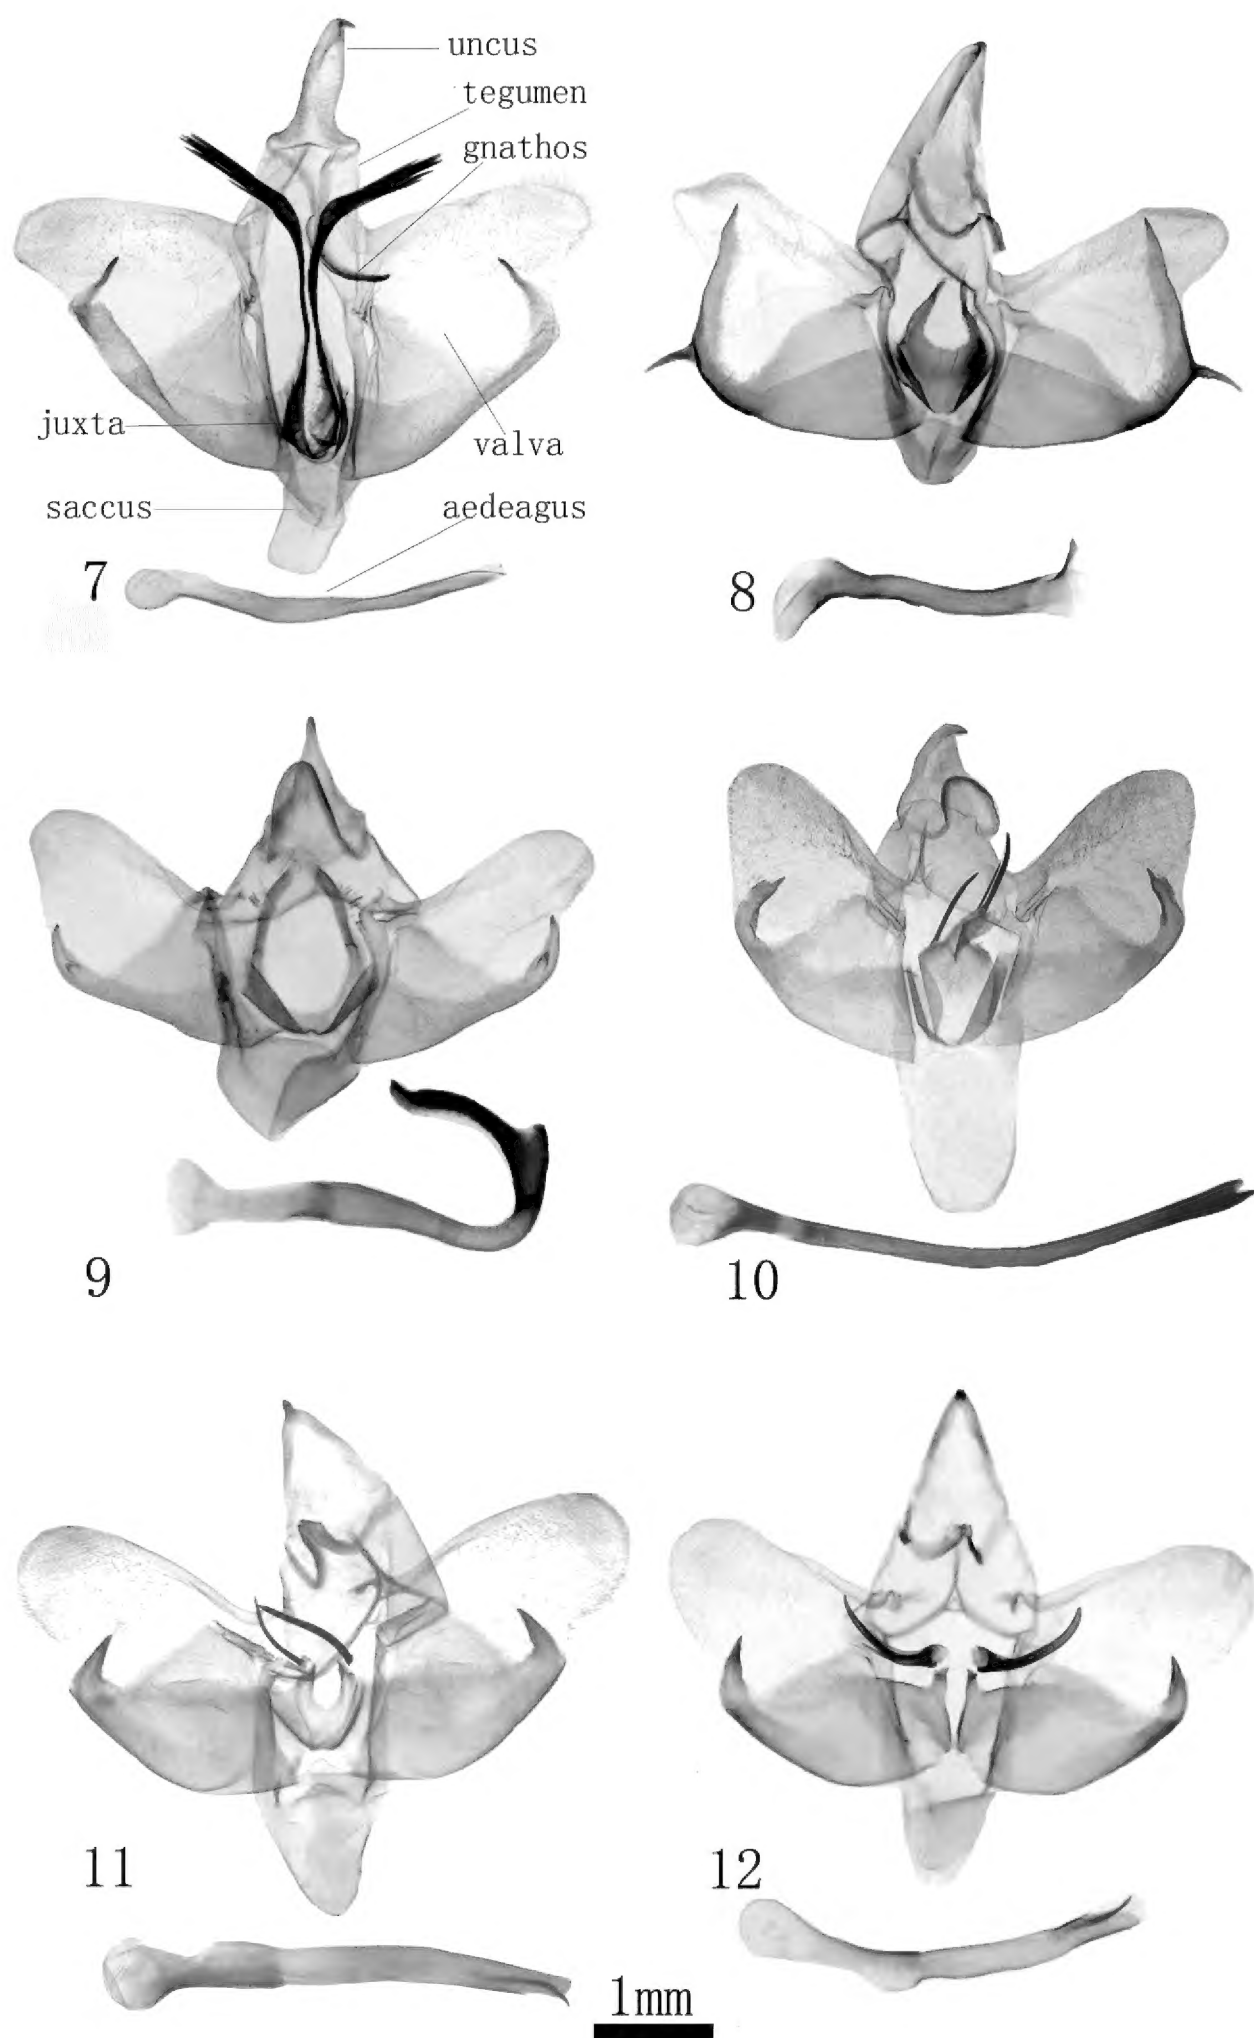 uncus
tegumen
gnathos
juxta
valva
saccus
aedeagus
7
8
9
10
11
12
1mm